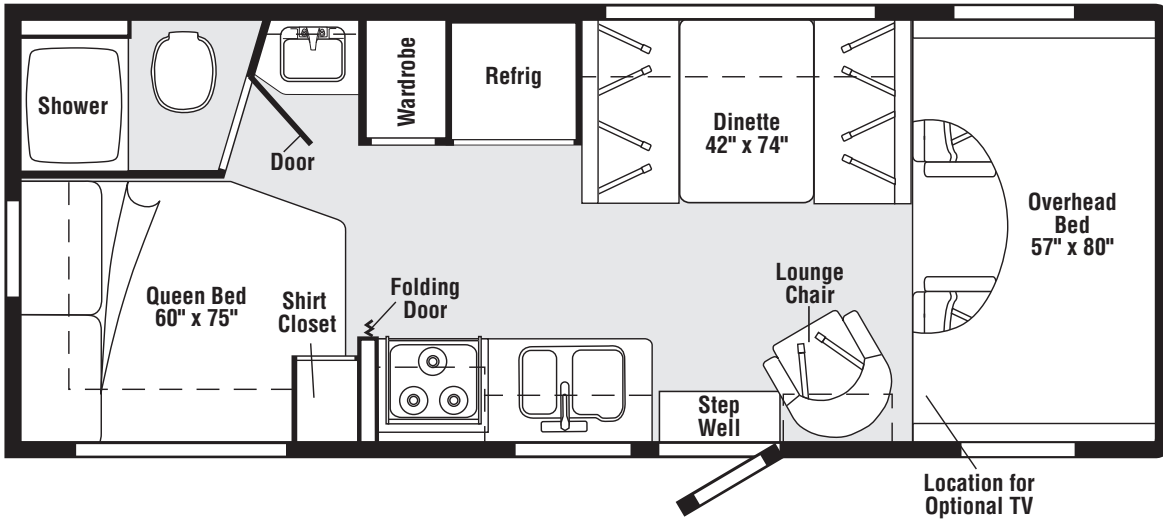 Shower
Door
Wardrobe
Refrig
Dinette
42" x 74"
Overhead
Bed
57" x 80"
Queen Bed
60" x 75"
Shirt
Closet
Folding
Door
Lounge
Chair
Step
Well
Location for
Optional TV